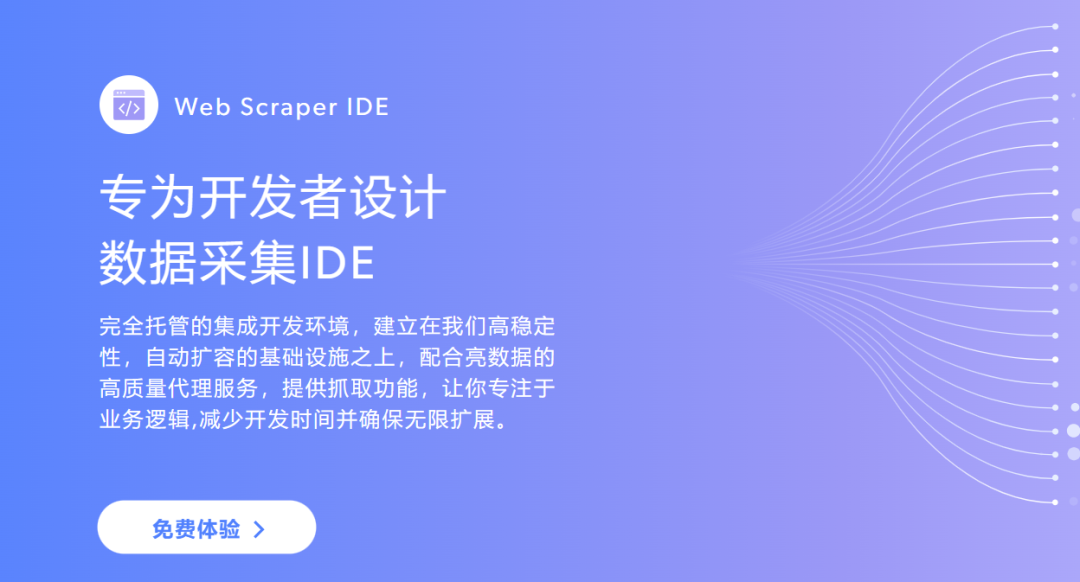 Web Scraper IDE
专为开发者设计
数据采集IDE
完全托管的集成开发环境，建立在我们高稳定
性，自动扩容的基础设施之上，配合亮数据的
高质量代理服务，提供抓取功能，让你专注于
业务逻辑,减少开发时间并确保无限扩展。
免费体验 >